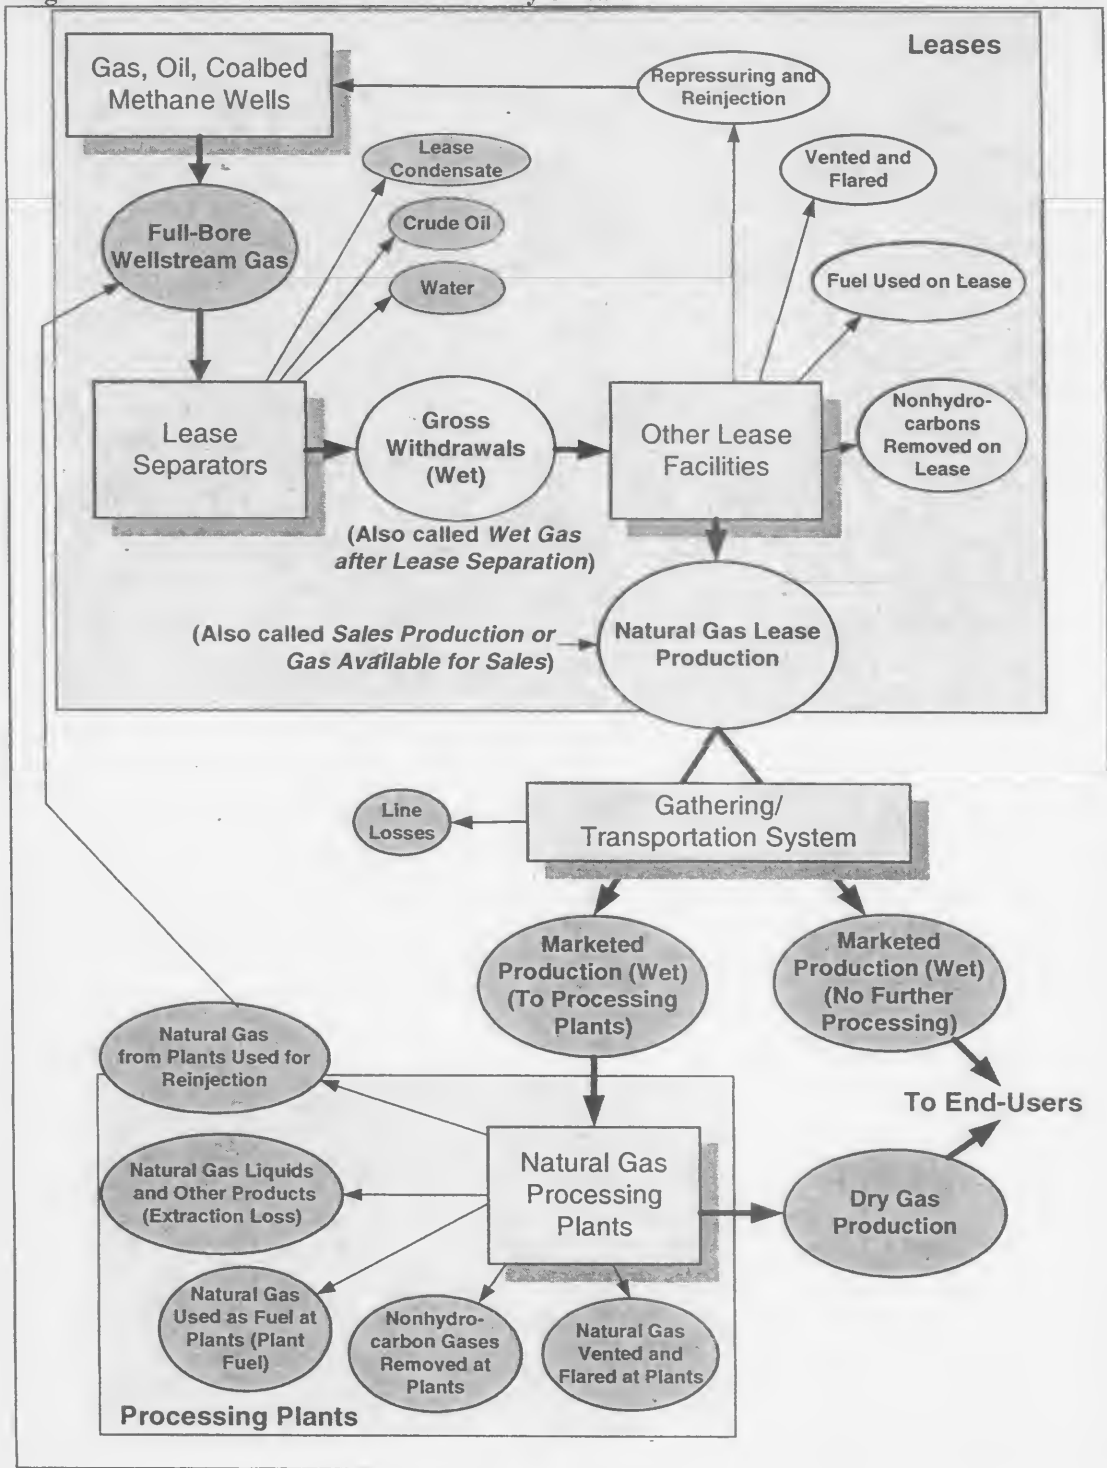 Leases
Gas, Oil, Coalbed
Methane Wells
Repressuring and
Reinjection
Lease
Condensate
Vented and
Flared
Full-Bore
Wellstream Gas
Crude Oil
Water
Fuel Used on Lease
Lease
Separators
Gross
Withdrawals
(Wet)
Other Lease
Facilities
Nonhydro-
carbons
Removed on
Lease
(Also called Wet Gas
after Lease Separation)
(Also called Sales Production or
Gas Available for Sales)
Natural Gas Lease
Production
Line
Losses
Gathering/
Transportation System
Marketed
Production (Wet)
(To Processing
Plants)
Marketed
Production (Wet)
(No Further
Processing)
Natural Gas
from Plants Used for
Reinjection
To End-Users
Natural Gas Liquids
and Other Products
(Extraction Loss)
Natural Gas
Processing
Plants
Dry Gas
Production
Natural Gas
Used as Fuel at
Plants (Plant
Fuel)
Nonhydro-
carbon Gases
Removed at
Plants
Natural Gas
Vented and
Flared at Plants
Processing Plants